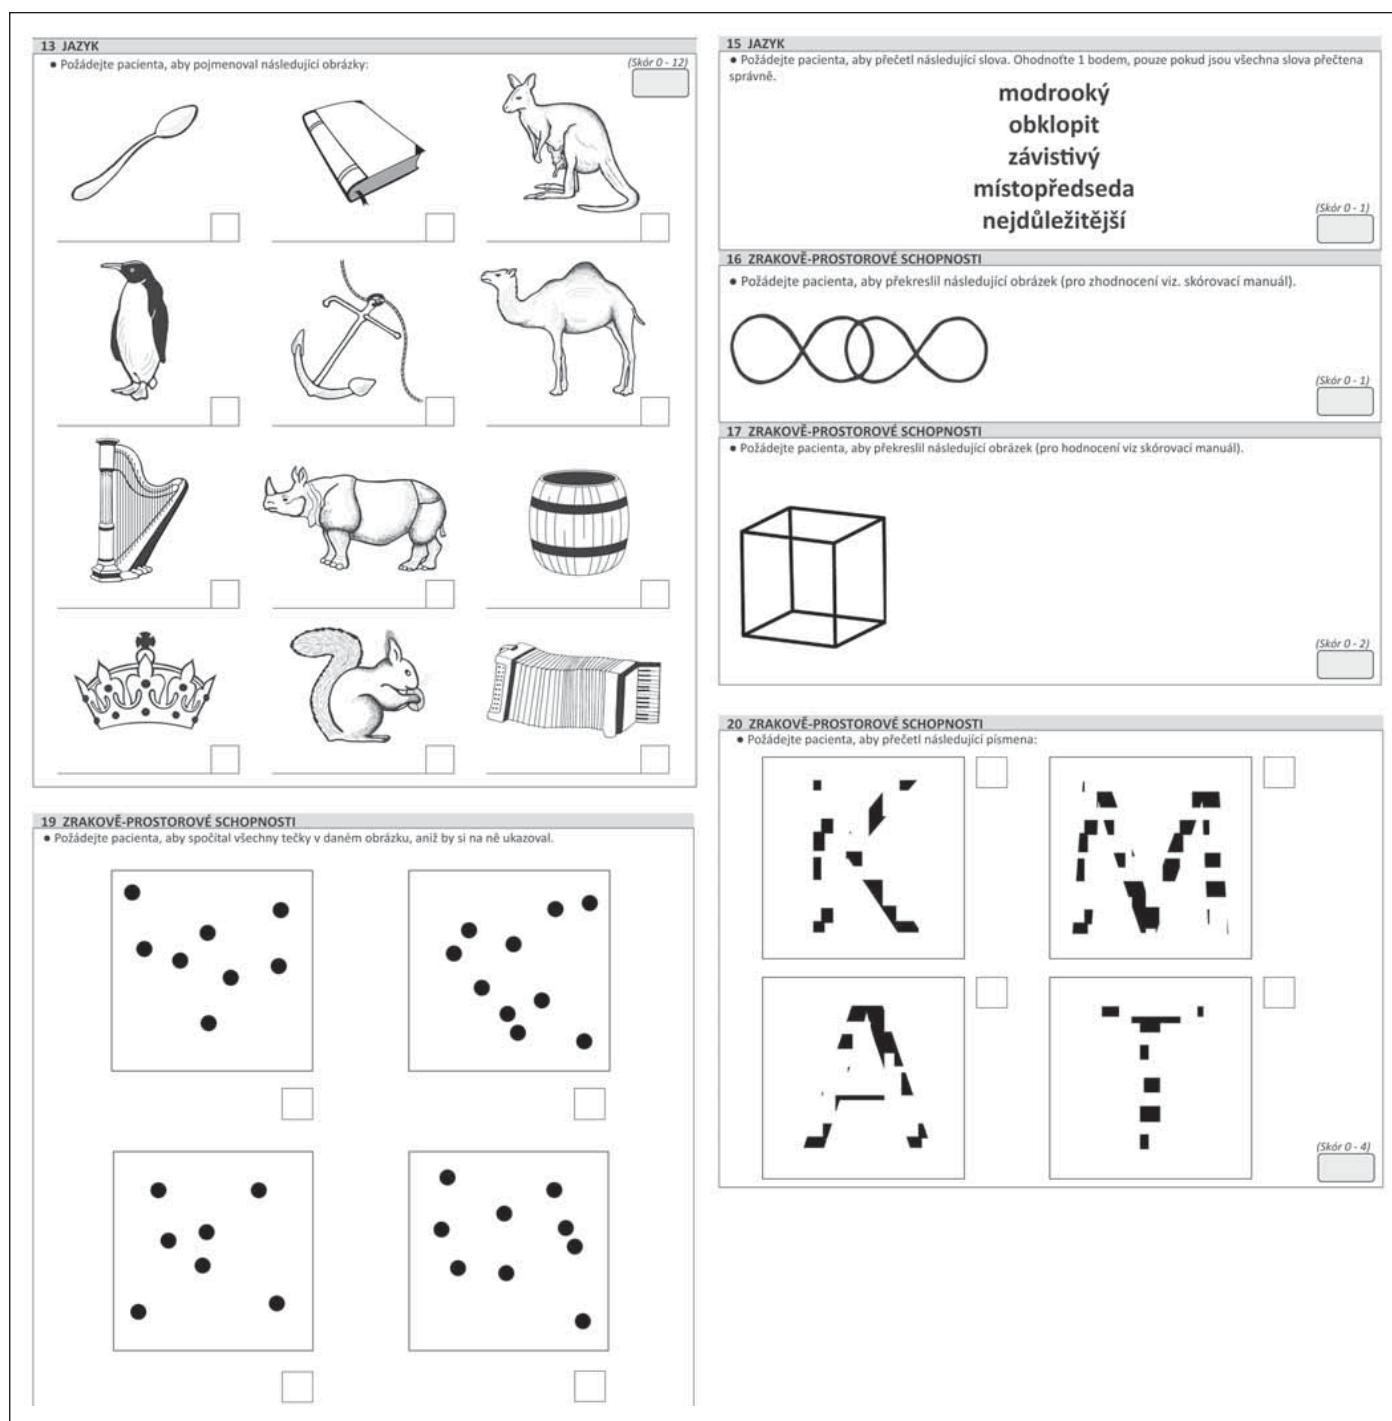 13 JAZYK
● Požádejte pacienta, aby pojmenoval následující obrázky:
(Skór 0 - 12)
15 JAZYK
● Požádejte pacienta, aby přečetl následující slova. Ohodnoťte 1 bodem, pouze pokud jsou všechna slova přečtena
správně.
modrooký
obklopit
závistivý
místopředseda
nejdůležitější
(Skór 0 - 1)
16 ZRAKOVĚ-PROSTOROVÉ SCHOPNOSTI
● Požádejte pacienta, aby překreslil následující obrázek (pro zhodnocení viz. skórovací manuál).
(Skór 0 - 1)
17 ZRAKOVĚ-PROSTOROVÉ SCHOPNOSTI
● Požádejte pacienta, aby překreslil následující obrázek (pro hodnocení viz skórovací manuál).
(Skór 0 - 2)
19 ZRAKOVĚ-PROSTOROVÉ SCHOPNOSTI
● Požádejte pacienta, aby spočítal všechny tečky v daném obrázku, aniž by si na ně ukazoval.
20 ZRAKOVĚ-PROSTOROVÉ SCHOPNOSTI
● Požádejte pacienta, aby přečetl následující písmena:
K M
A T
(Skór 0 - 4)